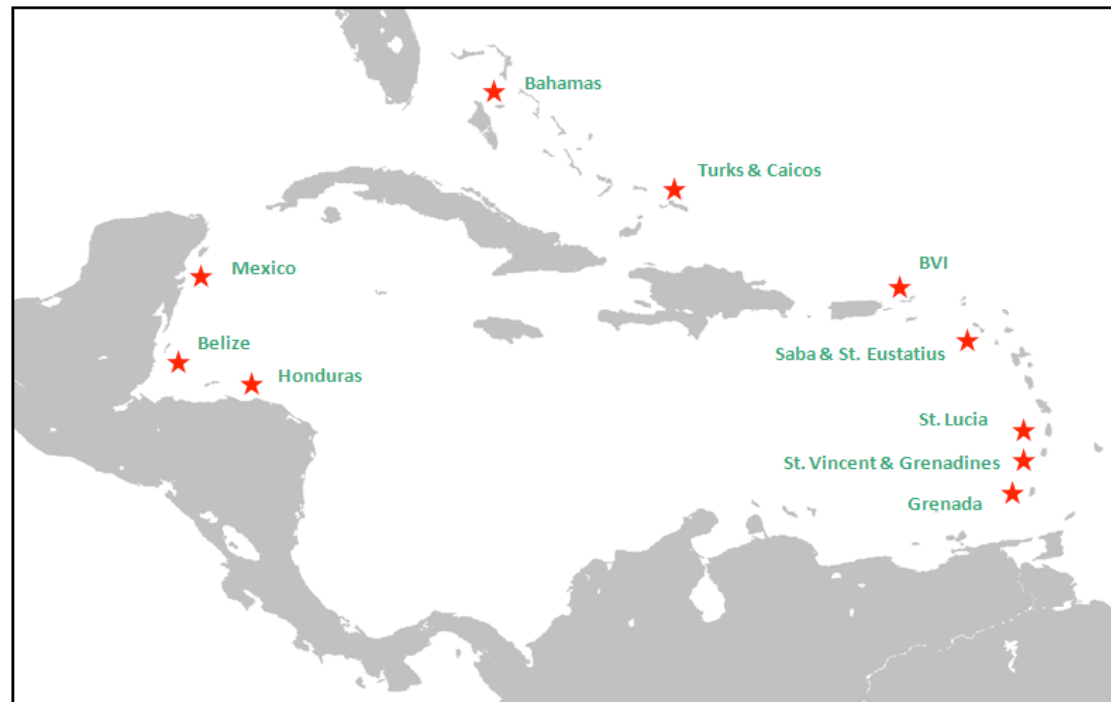 Bahamas
Turks & Caicos
BVI
Mexico
Saba & St. Eustatius
Belize
Honduras
St. Lucia
St. Vincent & Grenadines
Grenada